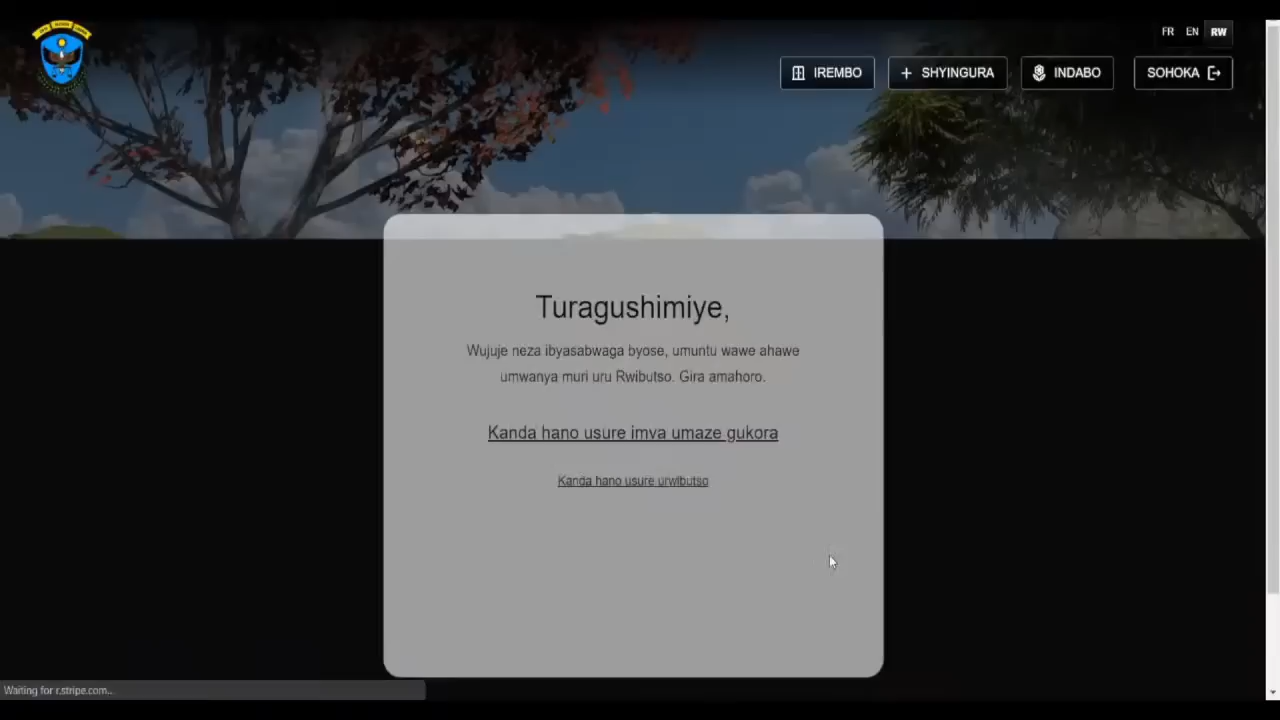 FR EN RW
IREMBO
SHYINGURA
INDABO
SOHOKA
Turagushimiye,
Wujuje neza ibyasabwaga byose, umuntu wawe ahawe
umwanya muri uru Rwibutso. Gira amahoro.
Kanda hano usure imva umaze gukora
Kanda hano usure urwibutso
Waiting for r.stripe.com...